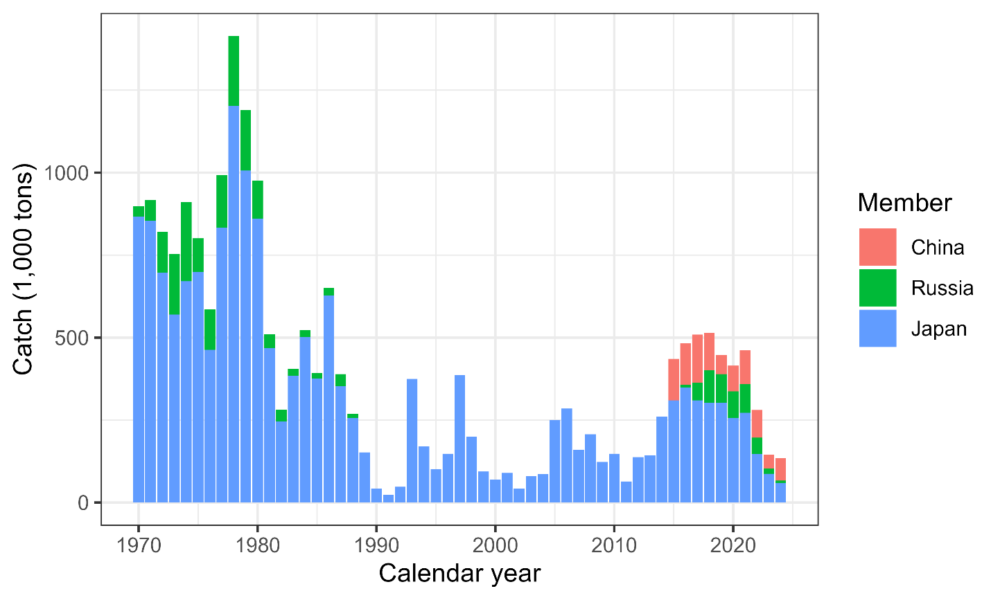 Catch (1,000 tons)
1000
500
0
1970 1980 1990 2000 2010 2020
Calendar year
Member
China
Russia
Japan